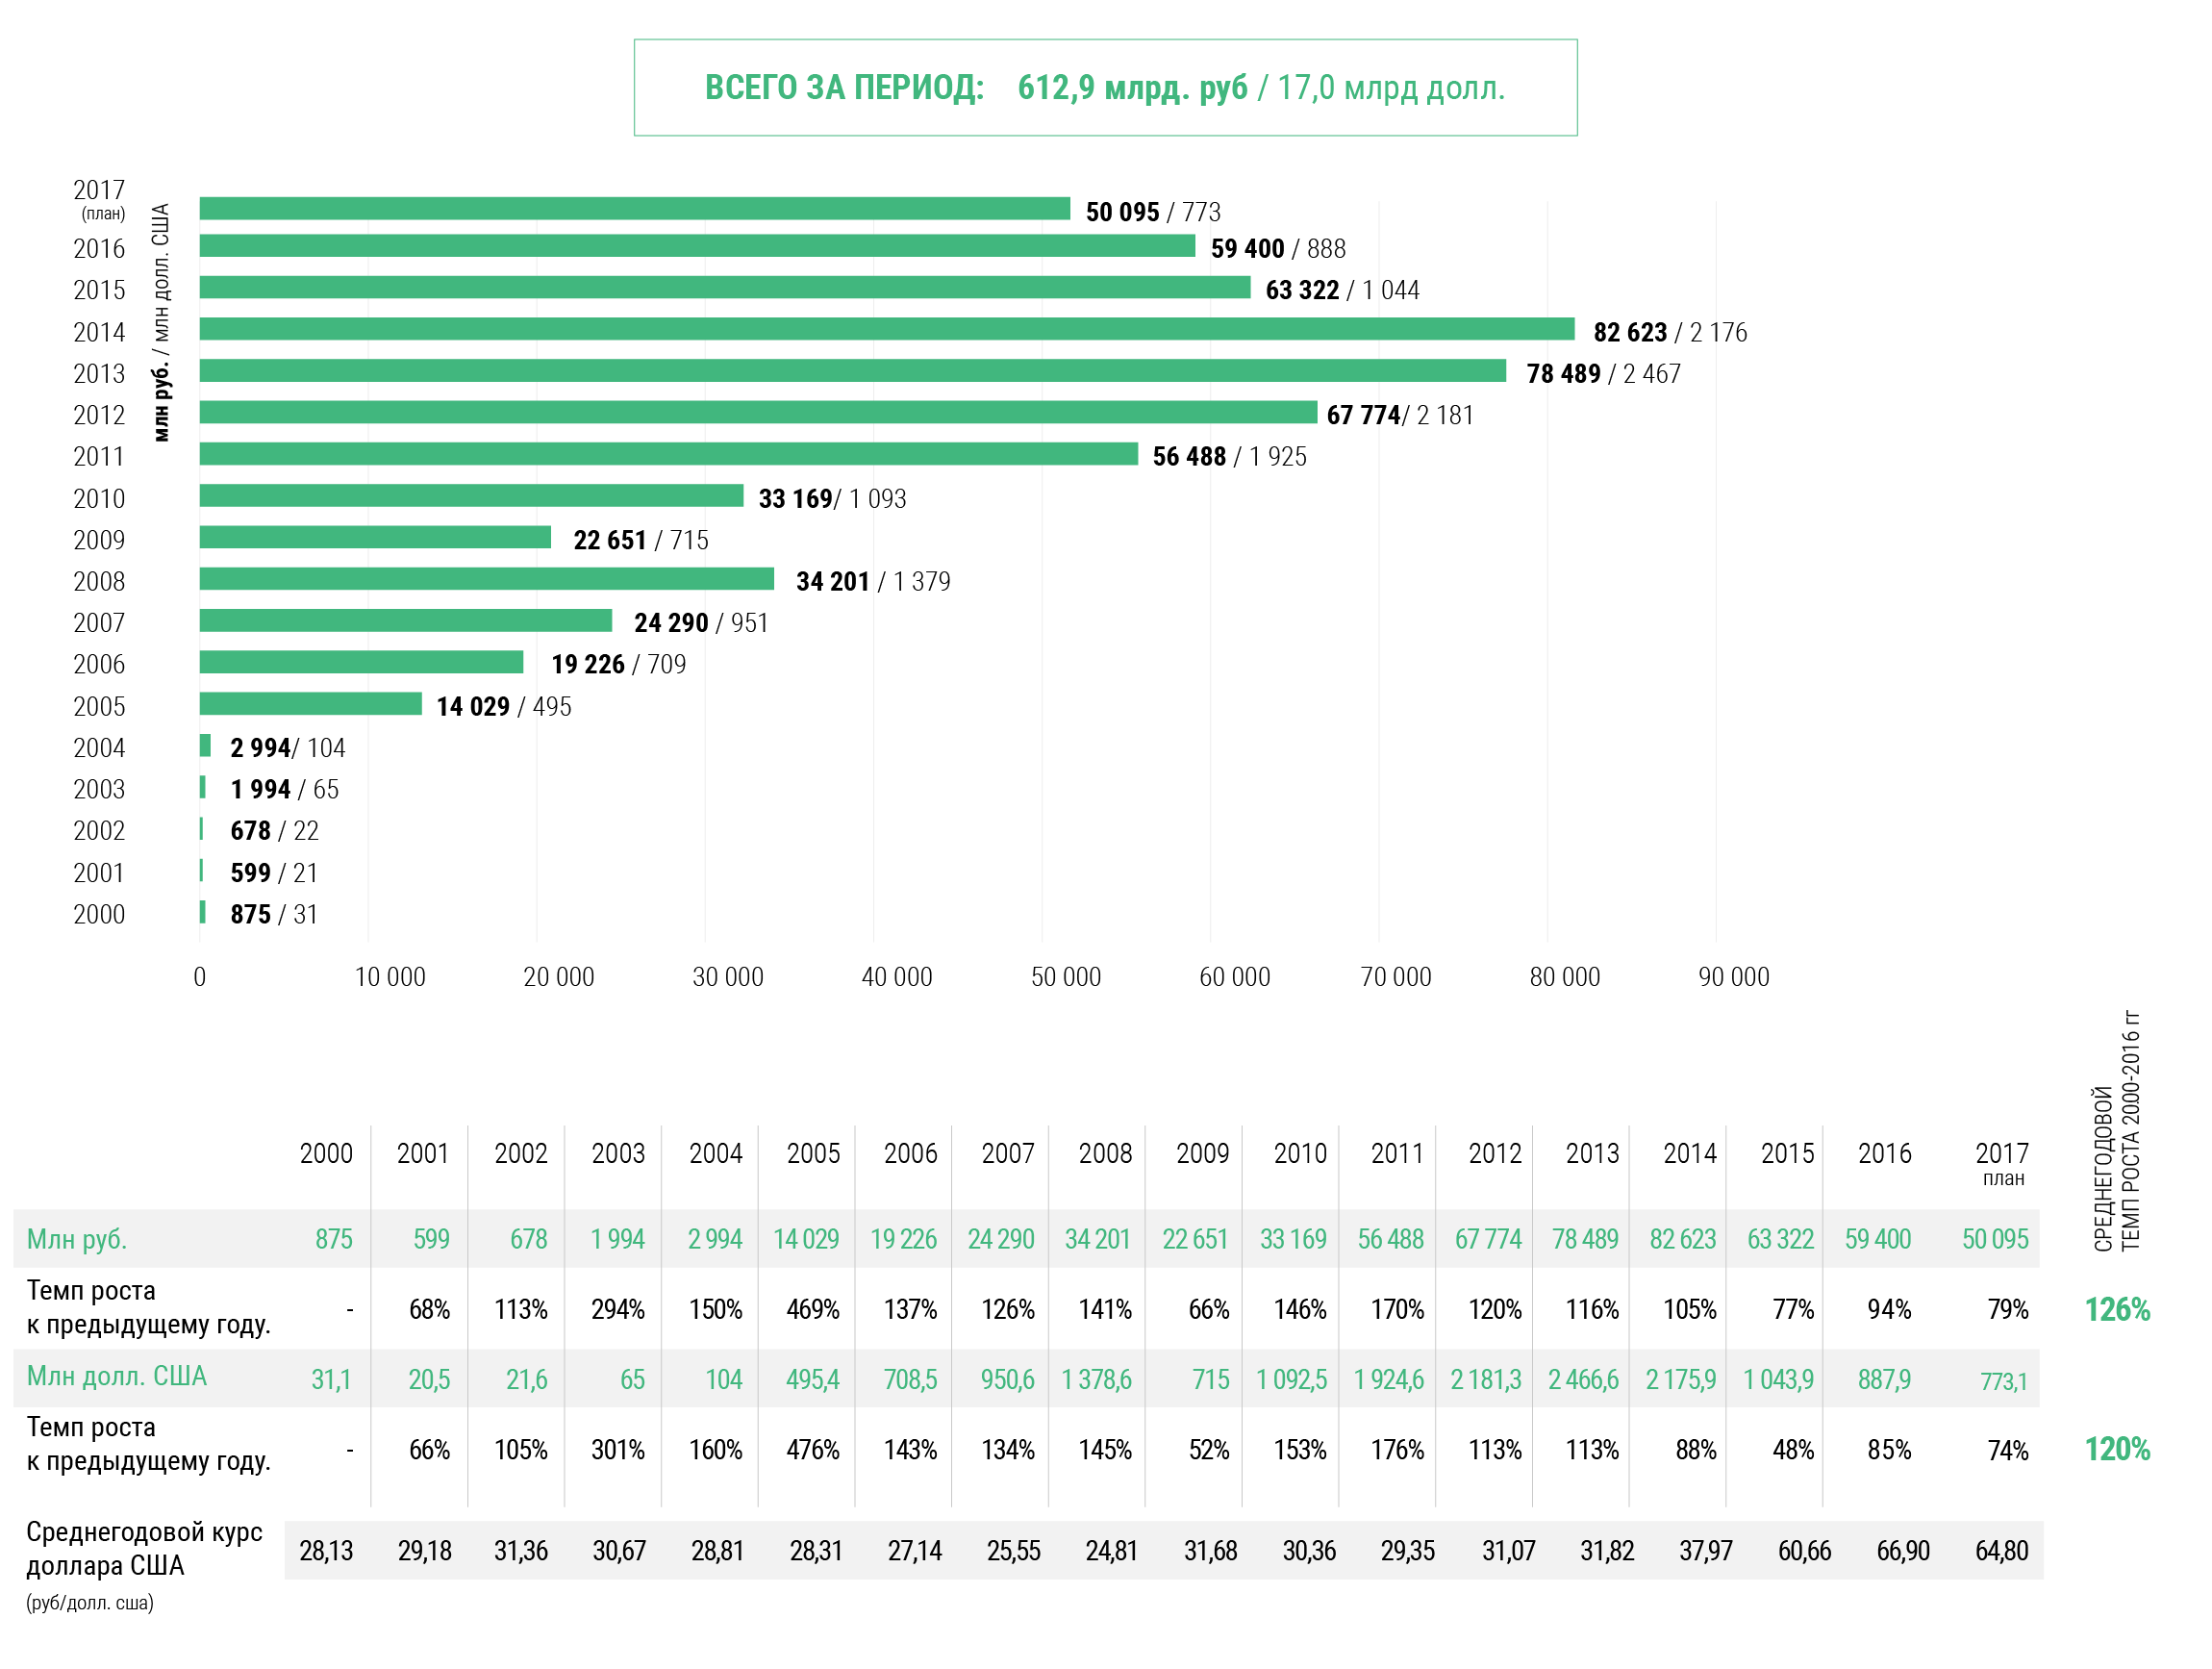 ВСЕГО ЗА ПЕРИОД: 612,9 млрд. руб / 17,0 млрд долл.
млн руб. / млн долл. США
2017 50 095 / 773
(план)
2016 59 400 / 888
2015 63 322 / 1 044
2014 82 623 / 2 176
2013 78 489 / 2 467
2012 67 774/ 2 181
2011 56 488 / 1 925
2010 33 169/ 1 093
2009 22 651 / 715
2008 34 201 / 1 379
2007 24 290 / 951
2006 19 226 / 709
2005 14 029 / 495
2004 2 994/ 104
2003 1 994 / 65
2002 678 / 22
2001 599 / 21
2000 875 / 31
0 10 000 20 000 30 000 40 000 50 000 60 000 70 000 80 000 90 000
СРЕДНЕГОДОВОЙ
ТЕМП РОСТА 2000-2016 гг
2000 2001 2002 2003 2004 2005 2006 2007 2008 2009 2010 2011 2012 2013 2014 2015 2016 2017
план
Млн руб. 875 599 678 1 994 2 994 14 029 19 226 24 290 34 201 22 651 33 169 56 488 67 774 78 489 82 623 63 322 59 400 50 095
Темп роста
к предыдущему году. - 68% 113% 294% 150% 469% 137% 126% 141% 66% 146% 170% 120% 116% 105% 77% 94% 79% 126%
Млн долл. США 31,1 20,5 21,6 65 104 495,4 708,5 950,6 1 378,6 715 1 092,5 1 924,6 2 181,3 2 466,6 2 175,9 1 043,9 887,9 773,1
Темп роста
к предыдущему году. - 66% 105% 301% 160% 476% 143% 134% 145% 52% 153% 176% 113% 113% 88% 48% 85% 74% 120%
Среднегодовой курс
доллара США 28,13 29,18 31,36 30,67 28,81 28,31 27,14 25,55 24,81 31,68 30,36 29,35 31,07 31,82 37,97 60,66 66,90 64,80
(руб/долл. сша)